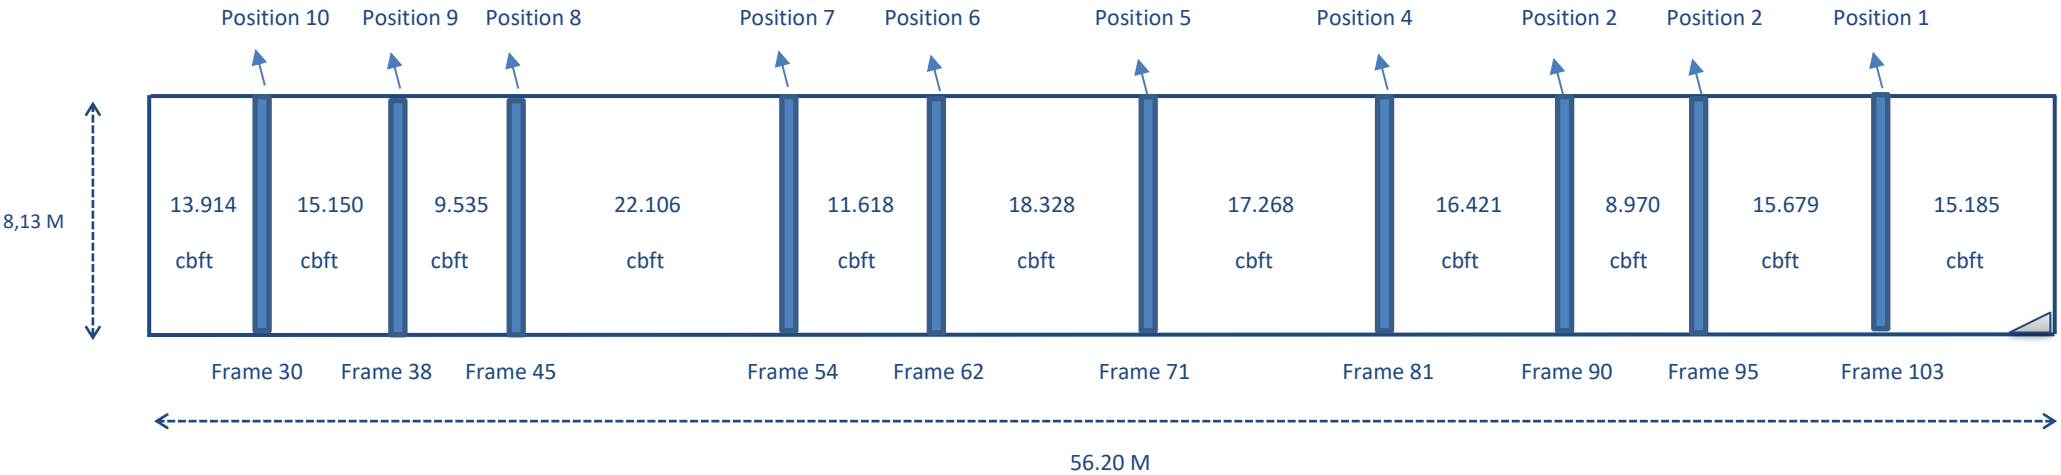 Position 10 Position 9 Position 8 Position 7 Position 6 Position 5 Position 4 Position 2 Position 2 Position 1
13.914 15.150 9.535 22.106 11.618 18.328 17.268 16.421 8.970 15.679 15.185
8,13 M
cbft cbft cbft cbft cbft cbft cbft cbft cbft cbft cbft
Frame 30 Frame 38 Frame 45 Frame 54 Frame 62 Frame 71 Frame 81 Frame 90 Frame 95 Frame 103
56.20 M